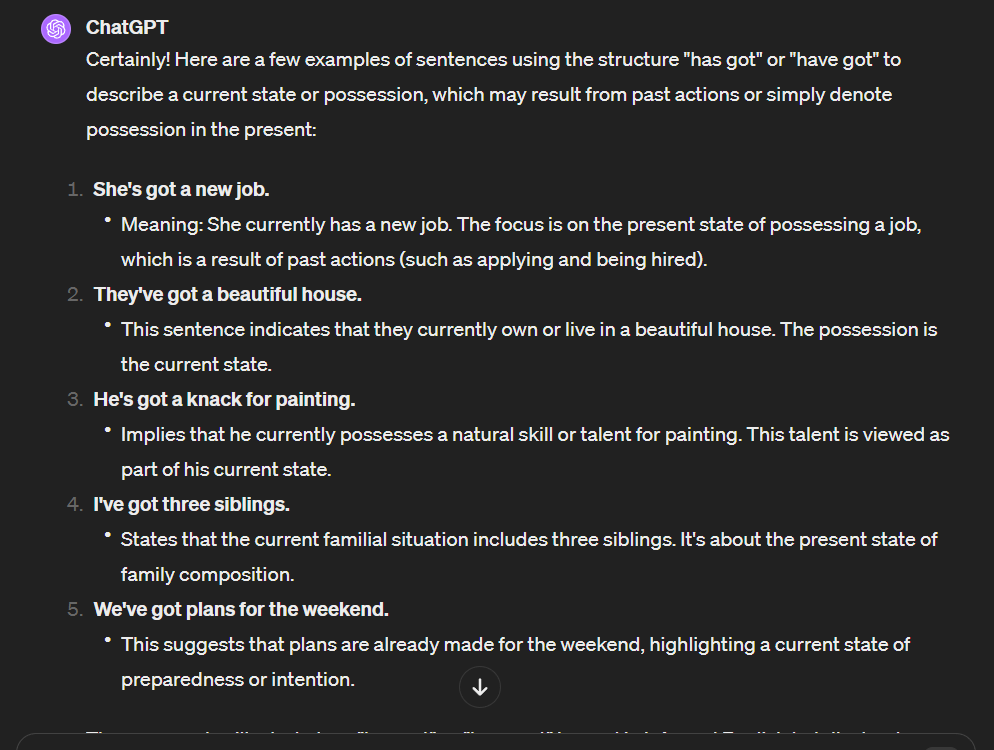 ChatGPT
Certainly! Here are a few examples of sentences using the structure "has got" or "have got" to
describe a current state or possession, which may result from past actions or simply denote
possession in the present:
1. She's got a new job.
• Meaning: She currently has a new job. The focus is on the present state of possessing a job,
which is a result of past actions (such as applying and being hired).
2. They've got a beautiful house.
• This sentence indicates that they currently own or live in a beautiful house. The possession is
the current state.
3. He's got a knack for painting.
• Implies that he currently possesses a natural skill or talent for painting. This talent is viewed as
part of his current state.
4. I've got three siblings.
• States that the current familial situation includes three siblings. It's about the present state of
family composition.
5. We've got plans for the weekend.
• This suggests that plans are already made for the weekend, highlighting a current state of
preparedness or intention.